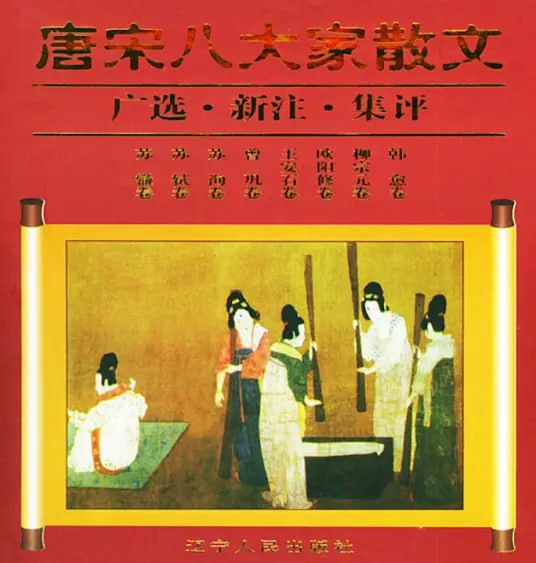 唐宋八大家散文
广选·新注·集评
韩愈卷
柳宗元卷
欧阳修卷
王安石卷
曾巩卷
苏洵卷
苏轼卷
苏辙卷
辽宁人民出版社